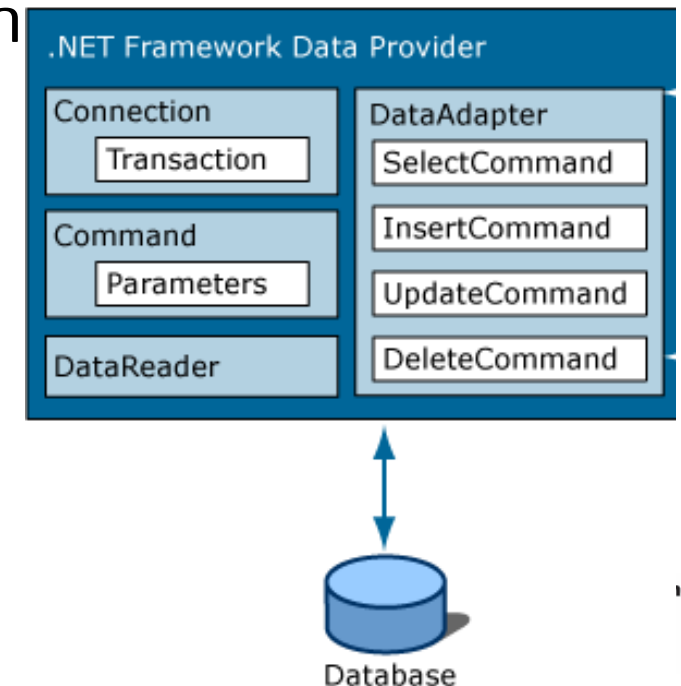 n
.NET Framework Data Provider
Connection
Transaction
Command
Parameters
DataReader
DataAdapter
SelectCommand
InsertCommand
UpdateCommand
DeleteCommand
Database